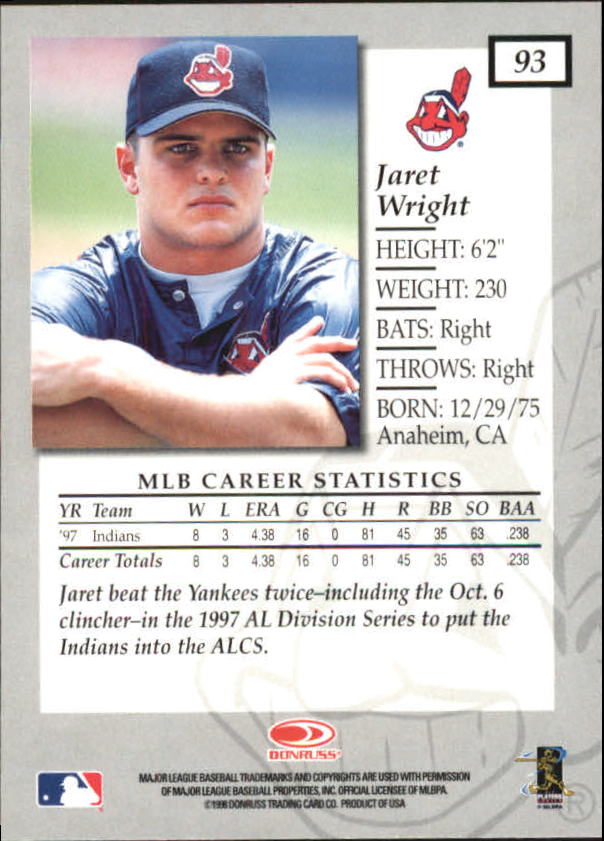 93
Jaret
Wright
HEIGHT: 6'2"
WEIGHT: 230
BATS: Right
THROWS: Right
BORN: 12/29/75
Anaheim, CA
MLB CAREER STATISTICS
YR Team W L ERA G CG H R BB SO BAA
'97 Indians 8 3 4.38 16 0 81 45 35 63 .238
Career Totals 8 3 4.38 16 0 81 45 35 63 .238
Jaret beat the Yankees twice–including the Oct. 6
clincher–in the 1997 AL Division Series to put the
Indians into the ALCS.
DONRUSS
MAJOR LEAGUE BASEBALL TRADEMARKS AND COPYRIGHTS ARE USED WITH PERMISSION
OF MAJOR LEAGUE BASEBALL PROPERTIES, INC. OFFICIAL LICENSEE OF MLBPA.
©1998 DONRUSS TRADING CARD CO. PRODUCT OF USA
PLAYERS
© MLBPA